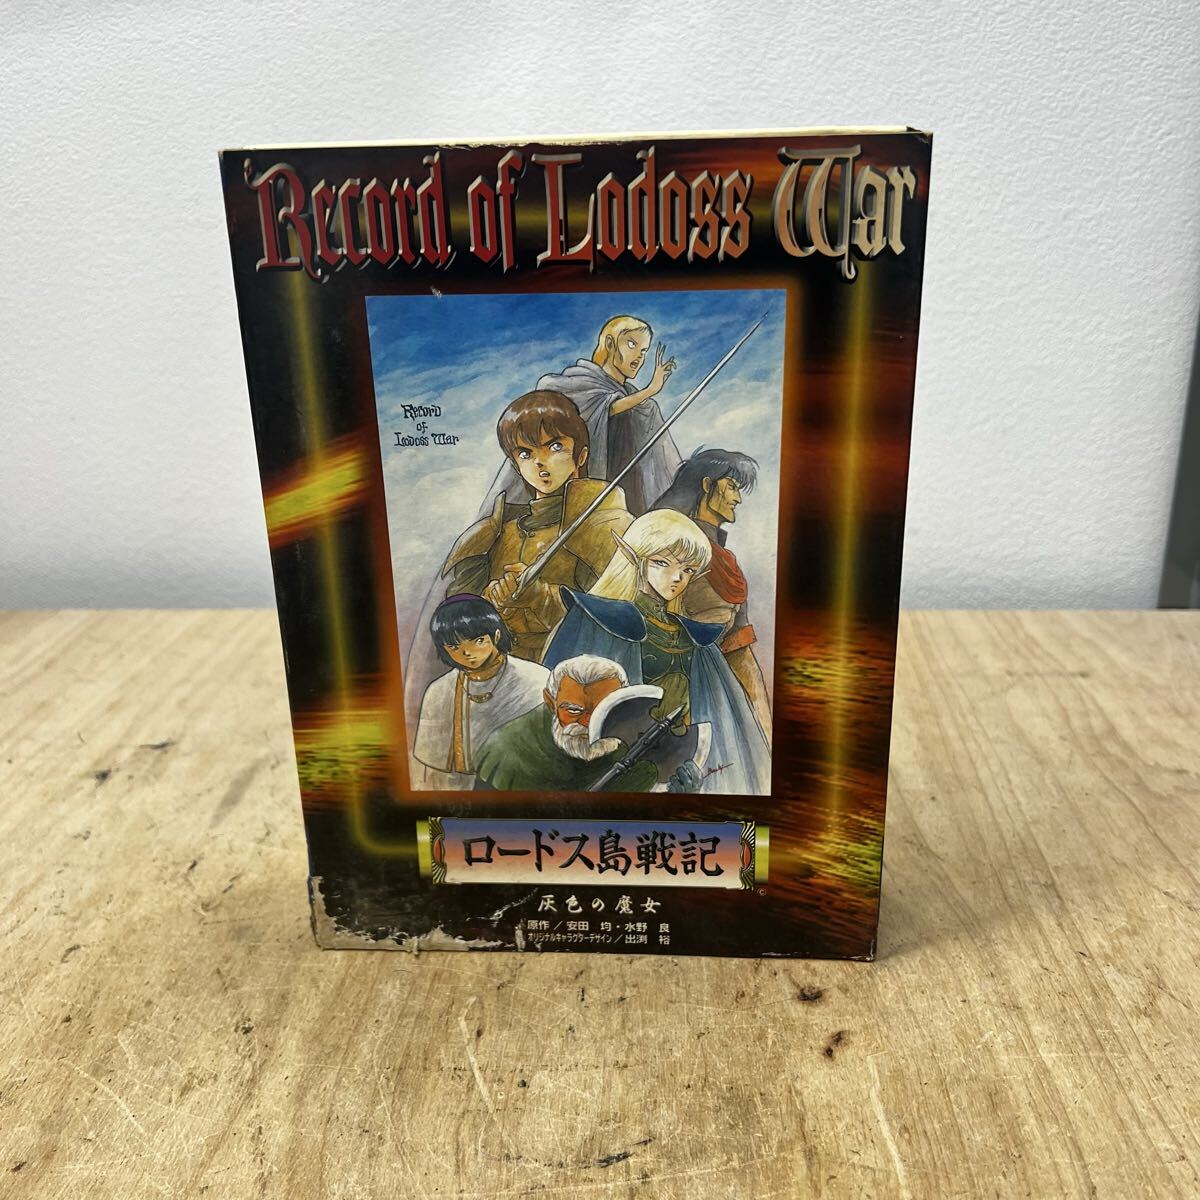 Record of Lodoss War
Record
of
Lodoss War
ロードス島戦記
©
灰色の魔女
原作／安田 均・水野 良
オリジナルキャラクターデザイン／出渕 裕